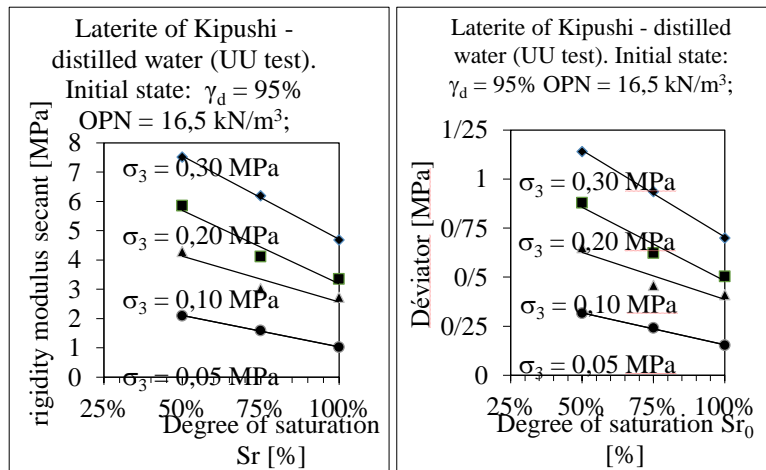 Laterite of Kipushi -
distilled water (UU test).
Initial state: γd = 95%
OPN = 16,5 kN/m³;
rigidity modulus secant [MPa]
8
7
6
5
4
3
2
1
0
σ3 = 0,30 MPa
σ3 = 0,20 MPa
σ3 = 0,10 MPa
σ3 = 0,05 MPa
25% 50% 75% 100%
Degree of saturation
Sr [%]
Laterite of Kipushi - distilled
water (UU test). Initial state:
γd = 95% OPN = 16,5 kN/m³;
Déviator [MPa]
1/25
1
0/75
0/5
0/25
0
σ3 = 0,30 MPa
σ3 = 0,20 MPa
σ3 = 0,10 MPa
σ3 = 0,05 MPa
25% 50% 75% 100%
Degree of saturation Sr0
[%]